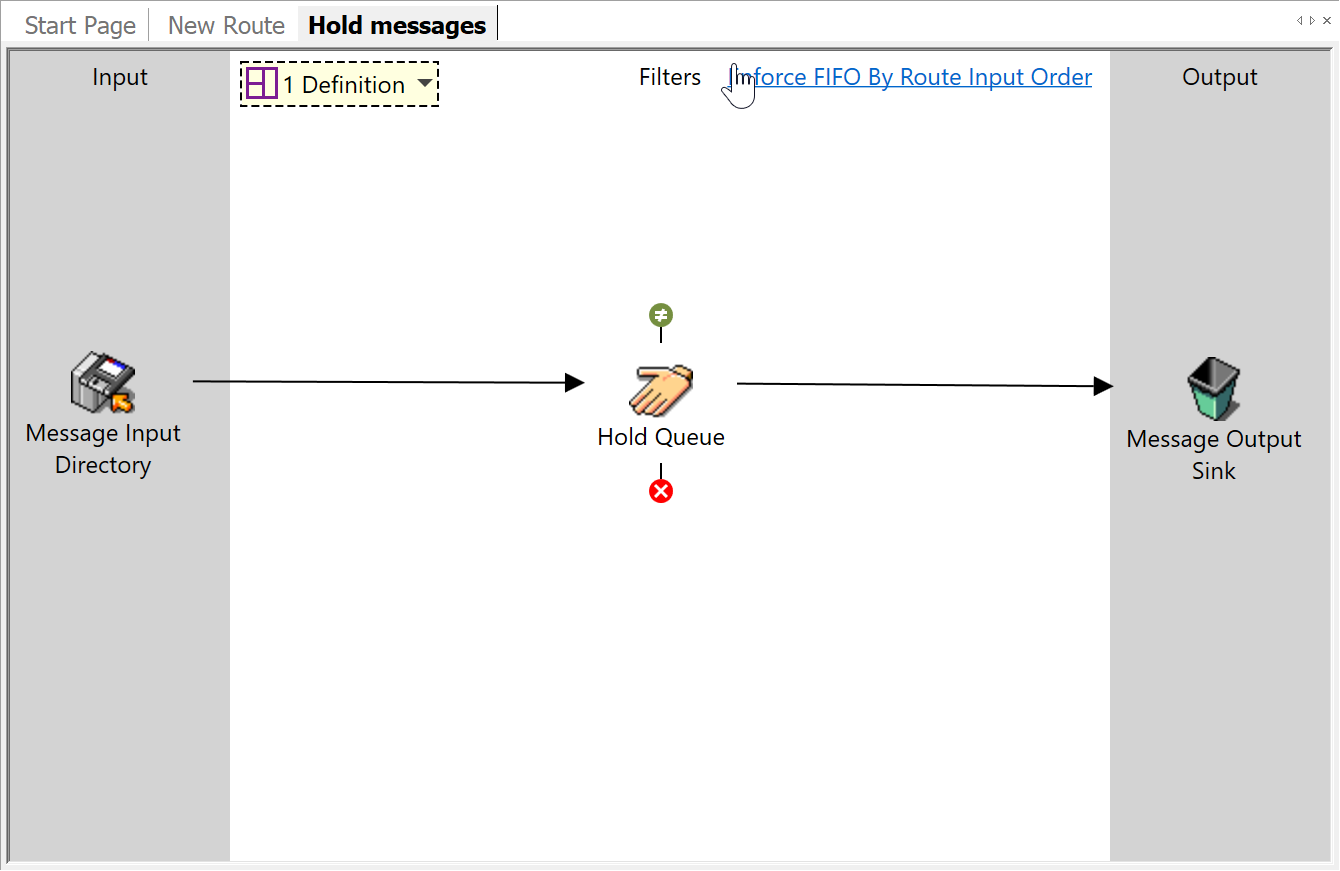 Start Page
New Route
Hold messages
Input
1 Definition
Filters
FIFO By Route Input Order
Output
Message Input
Directory
Hold Queue
Message Output
Sink